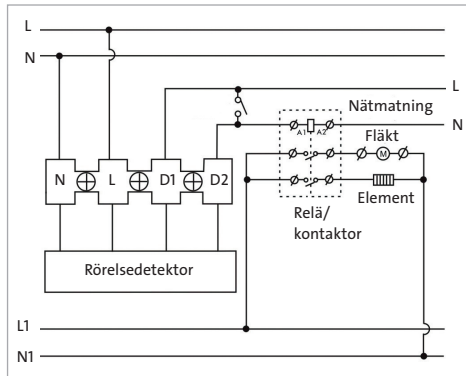 L
N
L
Nätmatning
A1 A2
N
Fläkt
M
N L D1 D2
Element
Relä/
kontaktor
Rörelsedetektor
L1
N1